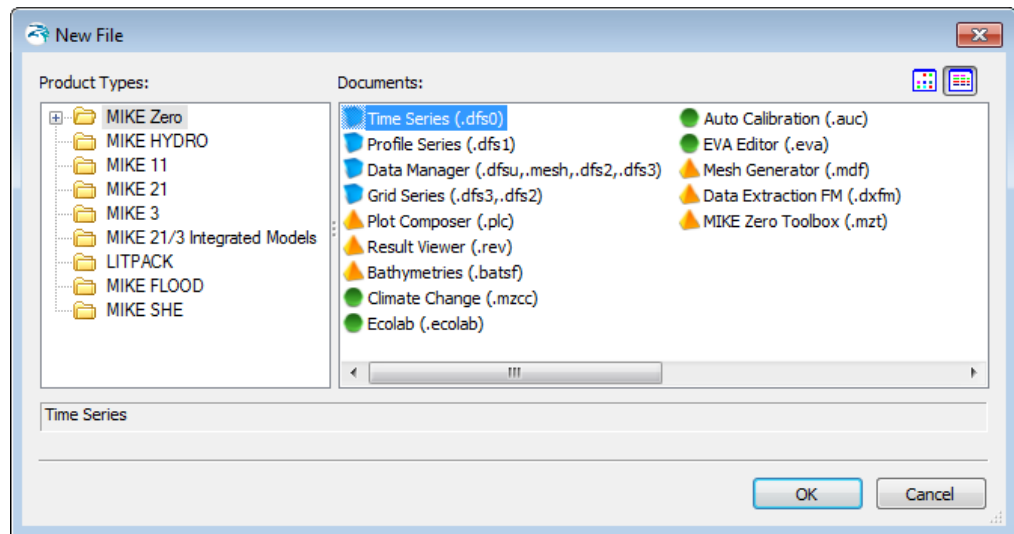 New File
Product Types:
MIKE Zero
MIKE HYDRO
MIKE 11
MIKE 21
MIKE 3
MIKE 21/3 Integrated Models
LITPACK
MIKE FLOOD
MIKE SHE
Documents:
Time Series (.dfs0)
Profile Series (.dfs1)
Data Manager (.dfsu,.mesh,.dfs2,.dfs3)
Grid Series (.dfs3,.dfs2)
Plot Composer (.plc)
Result Viewer (.rev)
Bathymetries (.batsf)
Climate Change (.mzcc)
Ecolab (.ecolab)
Auto Calibration (.auc)
EVA Editor (.eva)
Mesh Generator (.mdf)
Data Extraction FM (.dxfm)
MIKE Zero Toolbox (.mzt)
Time Series
OK
Cancel